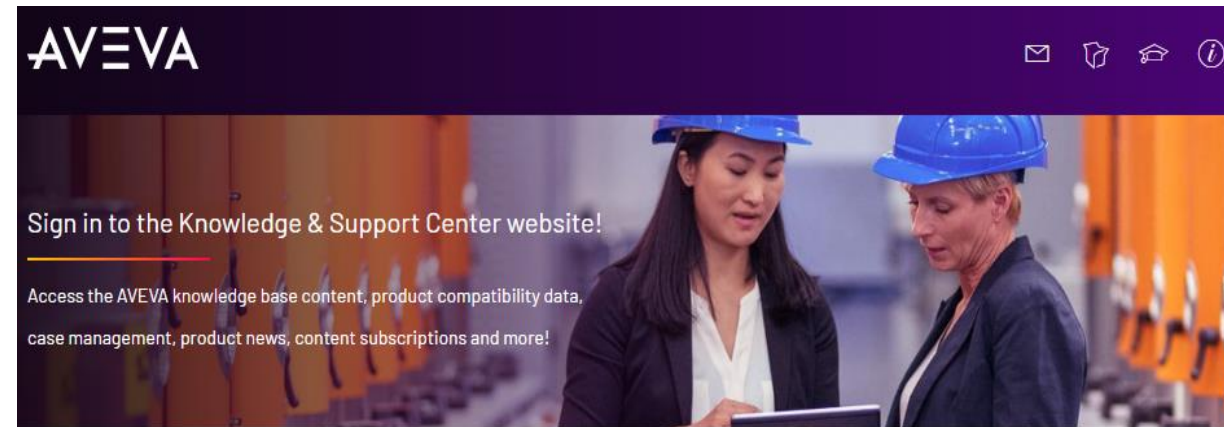 AVEVA
Sign in to the Knowledge & Support Center website!
Access the AVEVA knowledge base content, product compatibility data,
case management, product news, content subscriptions and more!